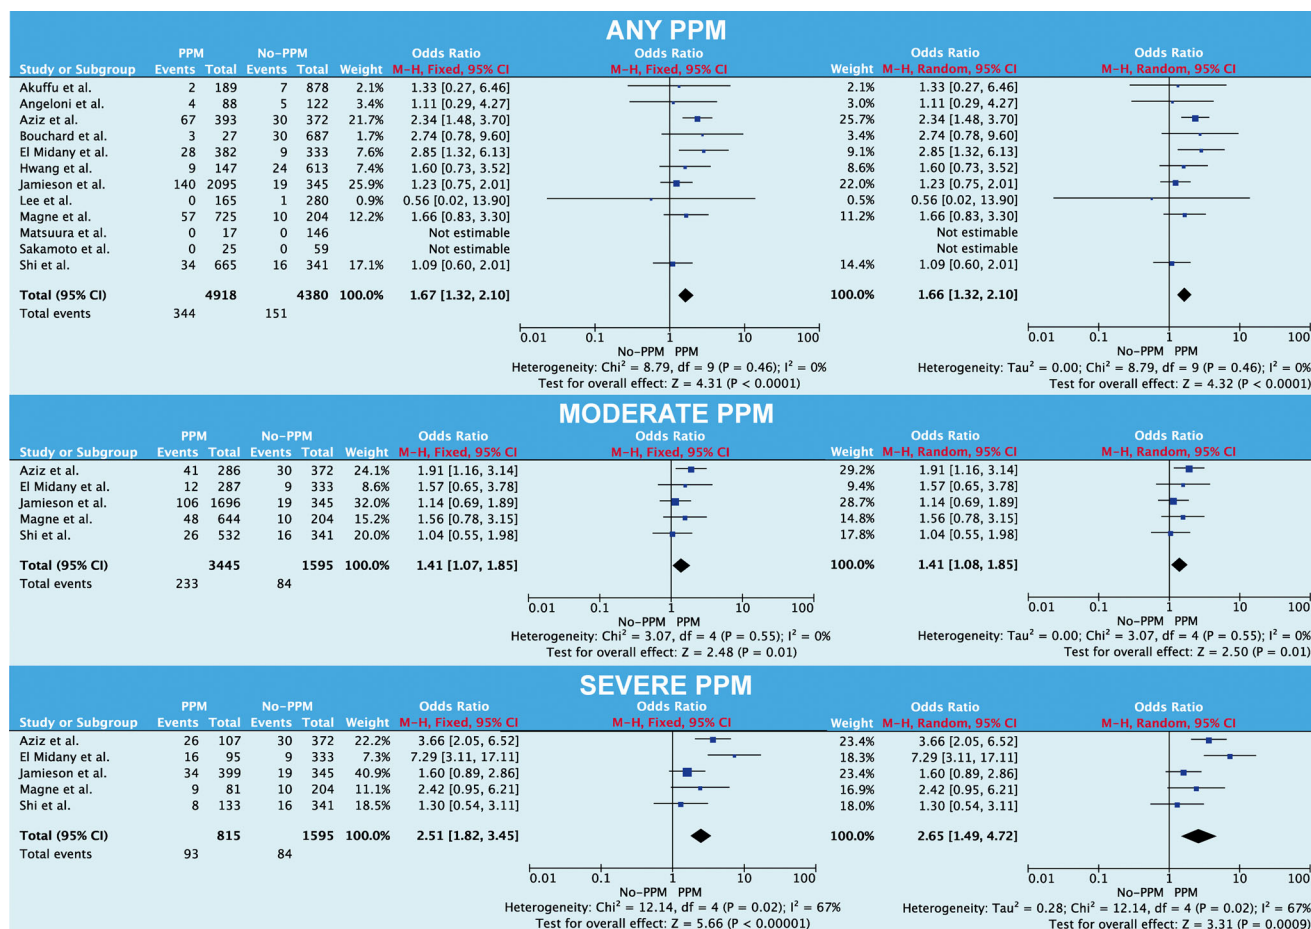 ANY PPM
PPM No-PPM Odds Ratio Odds Ratio Odds Ratio Odds Ratio
Study or Subgroup Events Total Events Total Weight M-H, Fixed, 95% CI M-H, Fixed, 95% CI Weight M-H, Random, 95% CI M-H, Random, 95% CI
Akuffu et al. 2 189 7 878 2.1% 1.33 [0.27, 6.46] 2.1% 1.33 [0.27, 6.46]
Angeloni et al. 4 88 5 122 3.4% 1.11 [0.29, 4.27] 3.0% 1.11 [0.29, 4.27]
Aziz et al. 67 393 30 372 21.7% 2.34 [1.48, 3.70] 25.7% 2.34 [1.48, 3.70]
Bouchard et al. 3 27 30 687 1.7% 2.74 [0.78, 9.60] 3.4% 2.74 [0.78, 9.60]
El Midany et al. 28 382 9 333 7.6% 2.85 [1.32, 6.13] 9.1% 2.85 [1.32, 6.13]
Hwang et al. 9 147 24 613 7.4% 1.60 [0.73, 3.52] 8.6% 1.60 [0.73, 3.52]
Jamieson et al. 140 2095 19 345 25.9% 1.23 [0.75, 2.01] 22.0% 1.23 [0.75, 2.01]
Lee et al. 0 165 1 280 0.9% 0.56 [0.02, 13.90] 0.5% 0.56 [0.02, 13.90]
Magne et al. 57 725 10 204 12.2% 1.66 [0.83, 3.30] 11.2% 1.66 [0.83, 3.30]
Matsuura et al. 0 17 0 146 Not estimable Not estimable
Sakamoto et al. 0 25 0 59 Not estimable Not estimable
Shi et al. 34 665 16 341 17.1% 1.09 [0.60, 2.01] 14.4% 1.09 [0.60, 2.01]
Total (95% CI) 4918 4380 100.0% 1.67 [1.32, 2.10] 100.0% 1.66 [1.32, 2.10]
Total events 344 151
0.01 0.1 1 10 100 0.01 0.1 1 10 100
No-PPM PPM No-PPM PPM
Heterogeneity: Chi² = 8.79, df = 9 (P = 0.46); I² = 0% Heterogeneity: Tau² = 0.00; Chi² = 8.79, df = 9 (P = 0.46); I² = 0%
Test for overall effect: Z = 4.31 (P < 0.0001) Test for overall effect: Z = 4.32 (P < 0.0001)
MODERATE PPM
PPM No-PPM Odds Ratio Odds Ratio Odds Ratio Odds Ratio
Study or Subgroup Events Total Events Total Weight M-H, Fixed, 95% CI M-H, Fixed, 95% CI Weight M-H, Random, 95% CI M-H, Random, 95% CI
Aziz et al. 41 286 30 372 24.1% 1.91 [1.16, 3.14] 29.2% 1.91 [1.16, 3.14]
El Midany et al. 12 287 9 333 8.6% 1.57 [0.65, 3.78] 9.4% 1.57 [0.65, 3.78]
Jamieson et al. 106 1696 19 345 32.0% 1.14 [0.69, 1.89] 28.7% 1.14 [0.69, 1.89]
Magne et al. 48 644 10 204 15.2% 1.56 [0.78, 3.15] 14.8% 1.56 [0.78, 3.15]
Shi et al. 26 532 16 341 20.0% 1.04 [0.55, 1.98] 17.8% 1.04 [0.55, 1.98]
Total (95% CI) 3445 1595 100.0% 1.41 [1.07, 1.85] 100.0% 1.41 [1.08, 1.85]
Total events 233 84
0.01 0.1 1 10 100 0.01 0.1 1 10 100
No-PPM PPM No-PPM PPM
Heterogeneity: Chi² = 3.07, df = 4 (P = 0.55); I² = 0% Heterogeneity: Tau² = 0.00; Chi² = 3.07, df = 4 (P = 0.55); I² = 0%
Test for overall effect: Z = 2.48 (P = 0.01) Test for overall effect: Z = 2.50 (P = 0.01)
SEVERE PPM
PPM No-PPM Odds Ratio Odds Ratio Odds Ratio Odds Ratio
Study or Subgroup Events Total Events Total Weight M-H, Fixed, 95% CI M-H, Fixed, 95% CI Weight M-H, Random, 95% CI M-H, Random, 95% CI
Aziz et al. 26 107 30 372 22.2% 3.66 [2.05, 6.52] 23.4% 3.66 [2.05, 6.52]
El Midany et al. 16 95 9 333 7.3% 7.29 [3.11, 17.11] 18.3% 7.29 [3.11, 17.11]
Jamieson et al. 34 399 19 345 40.9% 1.60 [0.89, 2.86] 23.4% 1.60 [0.89, 2.86]
Magne et al. 9 81 10 204 11.1% 2.42 [0.95, 6.21] 16.9% 2.42 [0.95, 6.21]
Shi et al. 8 133 16 341 18.5% 1.30 [0.54, 3.11] 18.0% 1.30 [0.54, 3.11]
Total (95% CI) 815 1595 100.0% 2.51 [1.82, 3.45] 100.0% 2.65 [1.49, 4.72]
Total events 93 84
0.01 0.1 1 10 100 0.01 0.1 1 10 100
No-PPM PPM No-PPM PPM
Heterogeneity: Chi² = 12.14, df = 4 (P = 0.02); I² = 67% Heterogeneity: Tau² = 0.28; Chi² = 12.14, df = 4 (P = 0.02); I² = 67%
Test for overall effect: Z = 5.66 (P < 0.00001) Test for overall effect: Z = 3.31 (P = 0.0009)